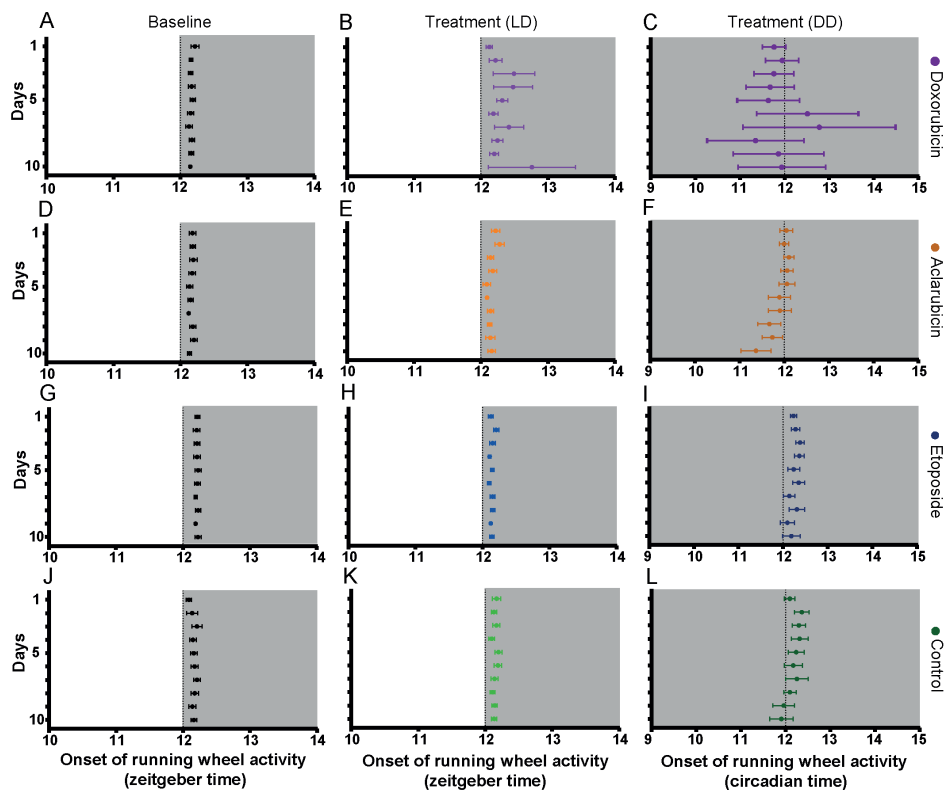 A Baseline B Treatment (LD) C Treatment (DD)
Days 1 5 10
10 11 12 13 14 10 11 12 13 14 9 10 11 12 13 14 15
Doxorubicin
D E F
Days 1 5 10
10 11 12 13 14 10 11 12 13 14 9 10 11 12 13 14 15
Aclarubicin
G H I
Days 1 5 10
10 11 12 13 14 10 11 12 13 14 9 10 11 12 13 14 15
Etoposide
J K L
Days 1 5 10
10 11 12 13 14 10 11 12 13 14 9 10 11 12 13 14 15
Control
Onset of running wheel activity Onset of running wheel activity Onset of running wheel activity
(zeitgeber time) (zeitgeber time) (circadian time)